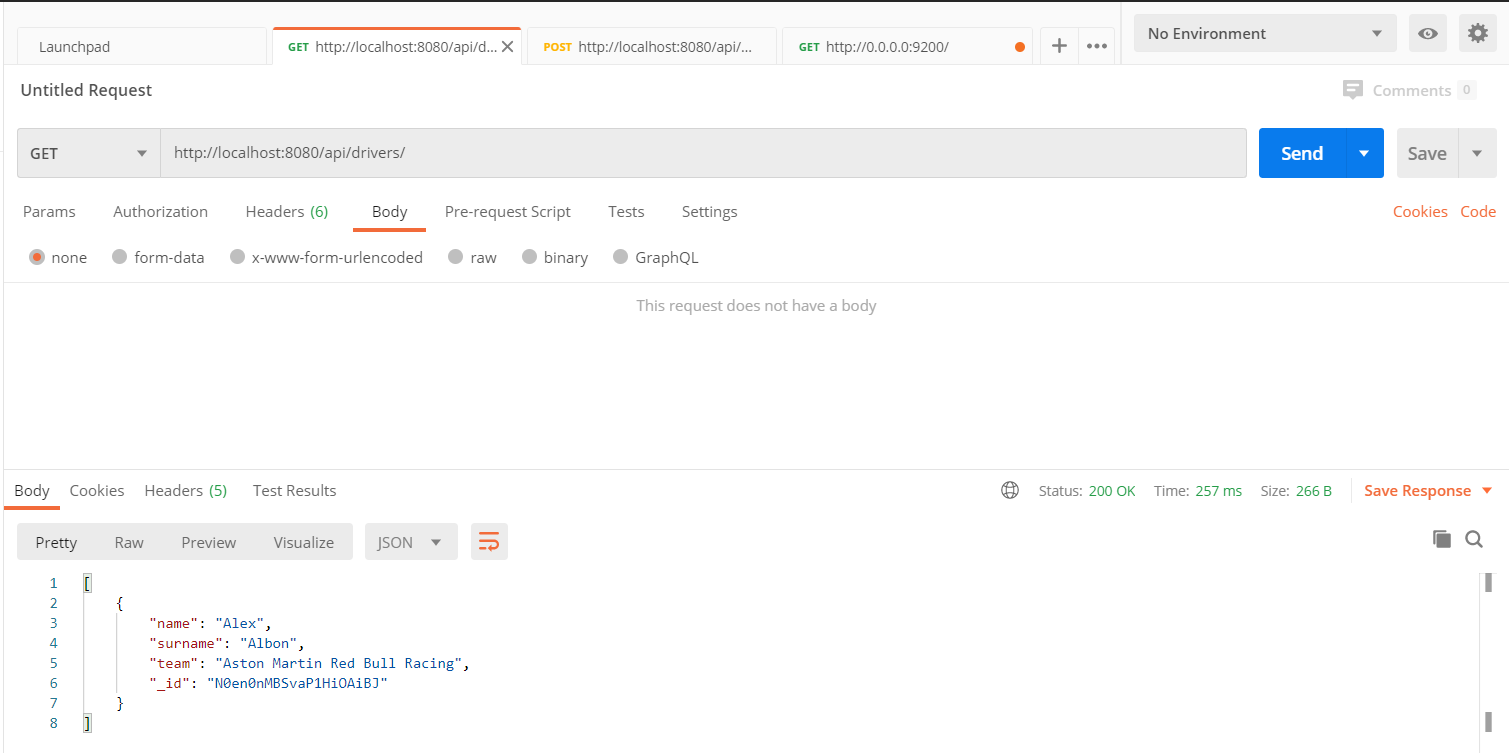 Launchpad GET http://localhost:8080/api/d... POST http://localhost:8080/api/... GET http://0.0.0.0:9200/ No Environment
Untitled Request Comments 0
GET http://localhost:8080/api/drivers/ Send Save
Params Authorization Headers (6) Body Pre-request Script Tests Settings Cookies Code
none form-data x-www-form-urlencoded raw binary GraphQL
This request does not have a body
Body Cookies Headers (5) Test Results Status: 200 OK Time: 257 ms Size: 266 B Save Response
Pretty Raw Preview Visualize JSON
1 [
2 {
3 "name": "Alex",
4 "surname": "Albon",
5 "team": "Aston Martin Red Bull Racing",
6 "_id": "N0en0nMBSvaP1HiOAiBJ"
7 }
8 ]